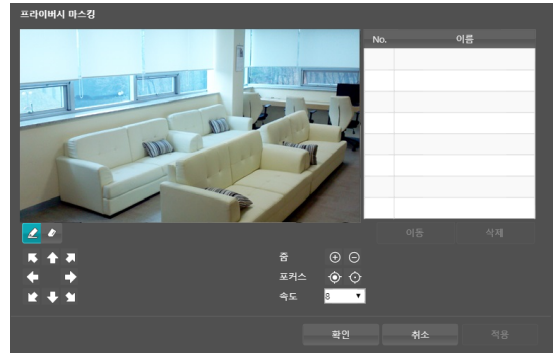 프라이버시 마스킹
No. 이름
이동 삭제
줌
포커스
속도 8
확인 취소 적용